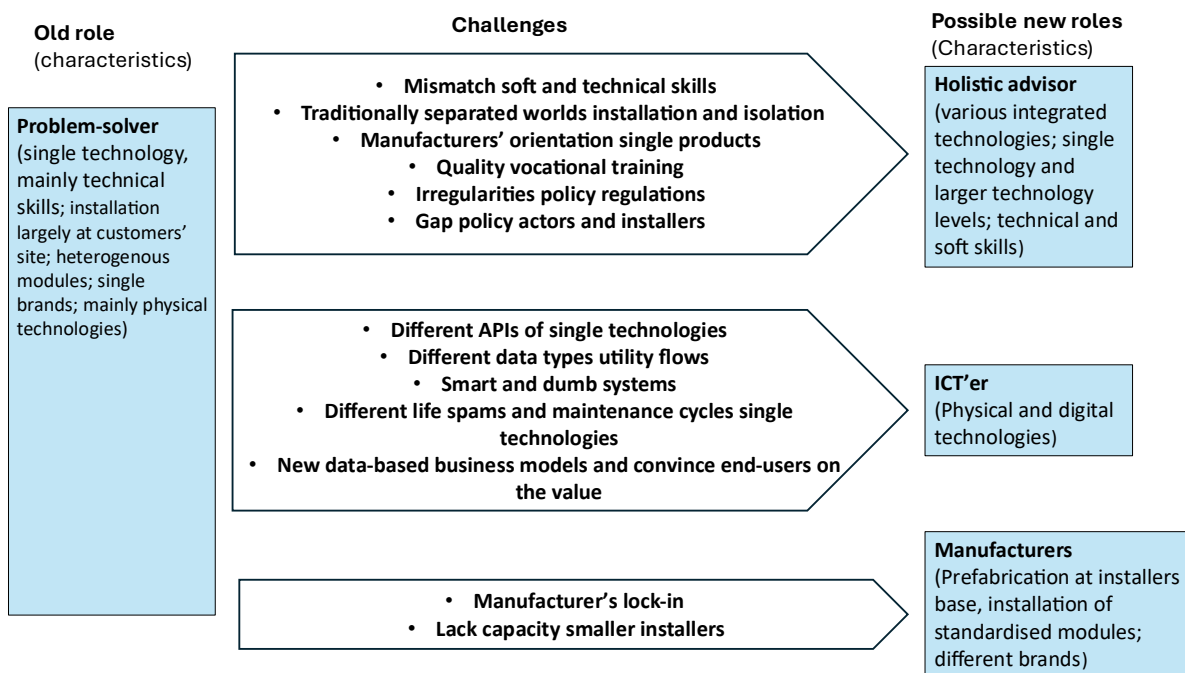 Old role
(characteristics)
Challenges
Possible new roles
(Characteristics)
Problem-solver
(single technology,
mainly technical
skills; installation
largely at customers'
site; heterogenous
modules; single
brands; mainly physical
technologies)
• Mismatch soft and technical skills
• Traditionally separated worlds installation and isolation
• Manufacturers' orientation single products
• Quality vocational training
• Irregularities policy regulations
• Gap policy actors and installers
Holistic advisor
(various integrated
technologies; single
technology and
larger technology
levels; technical and
soft skills)
• Different APIs of single technologies
• Different data types utility flows
• Smart and dumb systems
• Different life spams and maintenance cycles single
technologies
• New data-based business models and convince end-users on
the value
ICT'er
(Physical and digital
technologies)
• Manufacturer's lock-in
• Lack capacity smaller installers
Manufacturers
(Prefabrication at installers
base, installation of
standardised modules;
different brands)